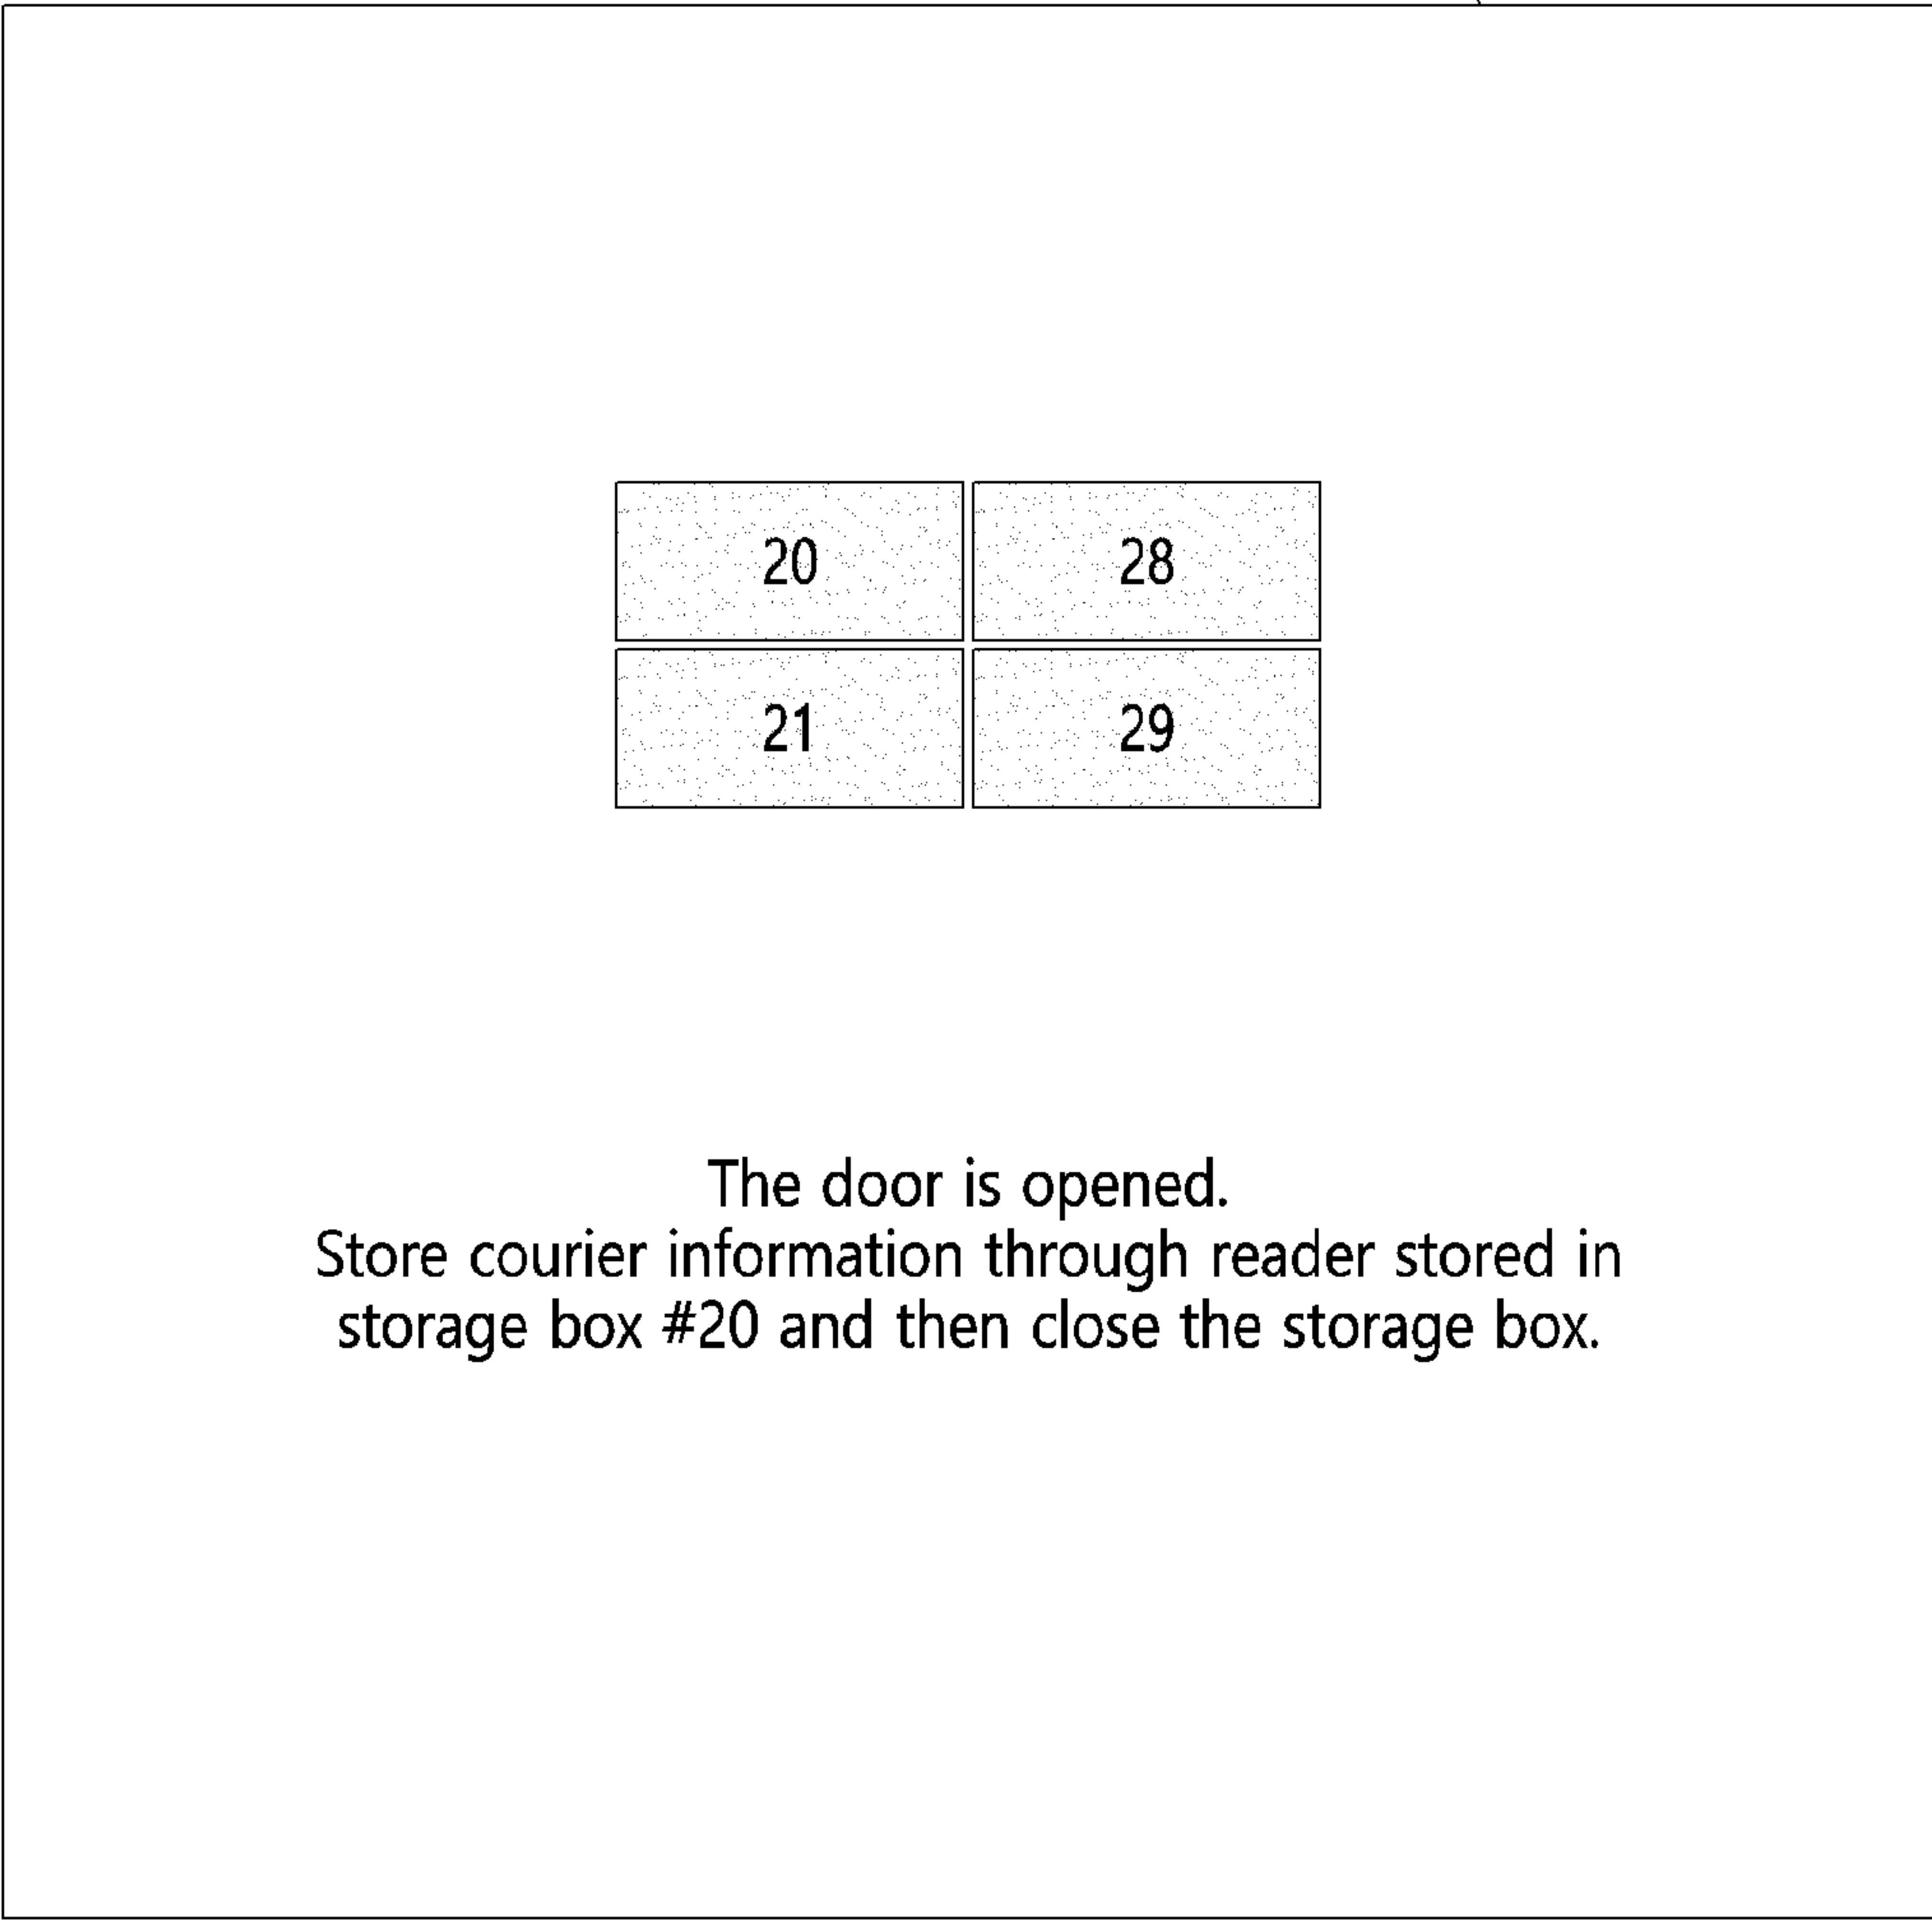 20 28
21 29
The door is opened.
Store courier information through reader stored in
storage box #20 and then close the storage box.